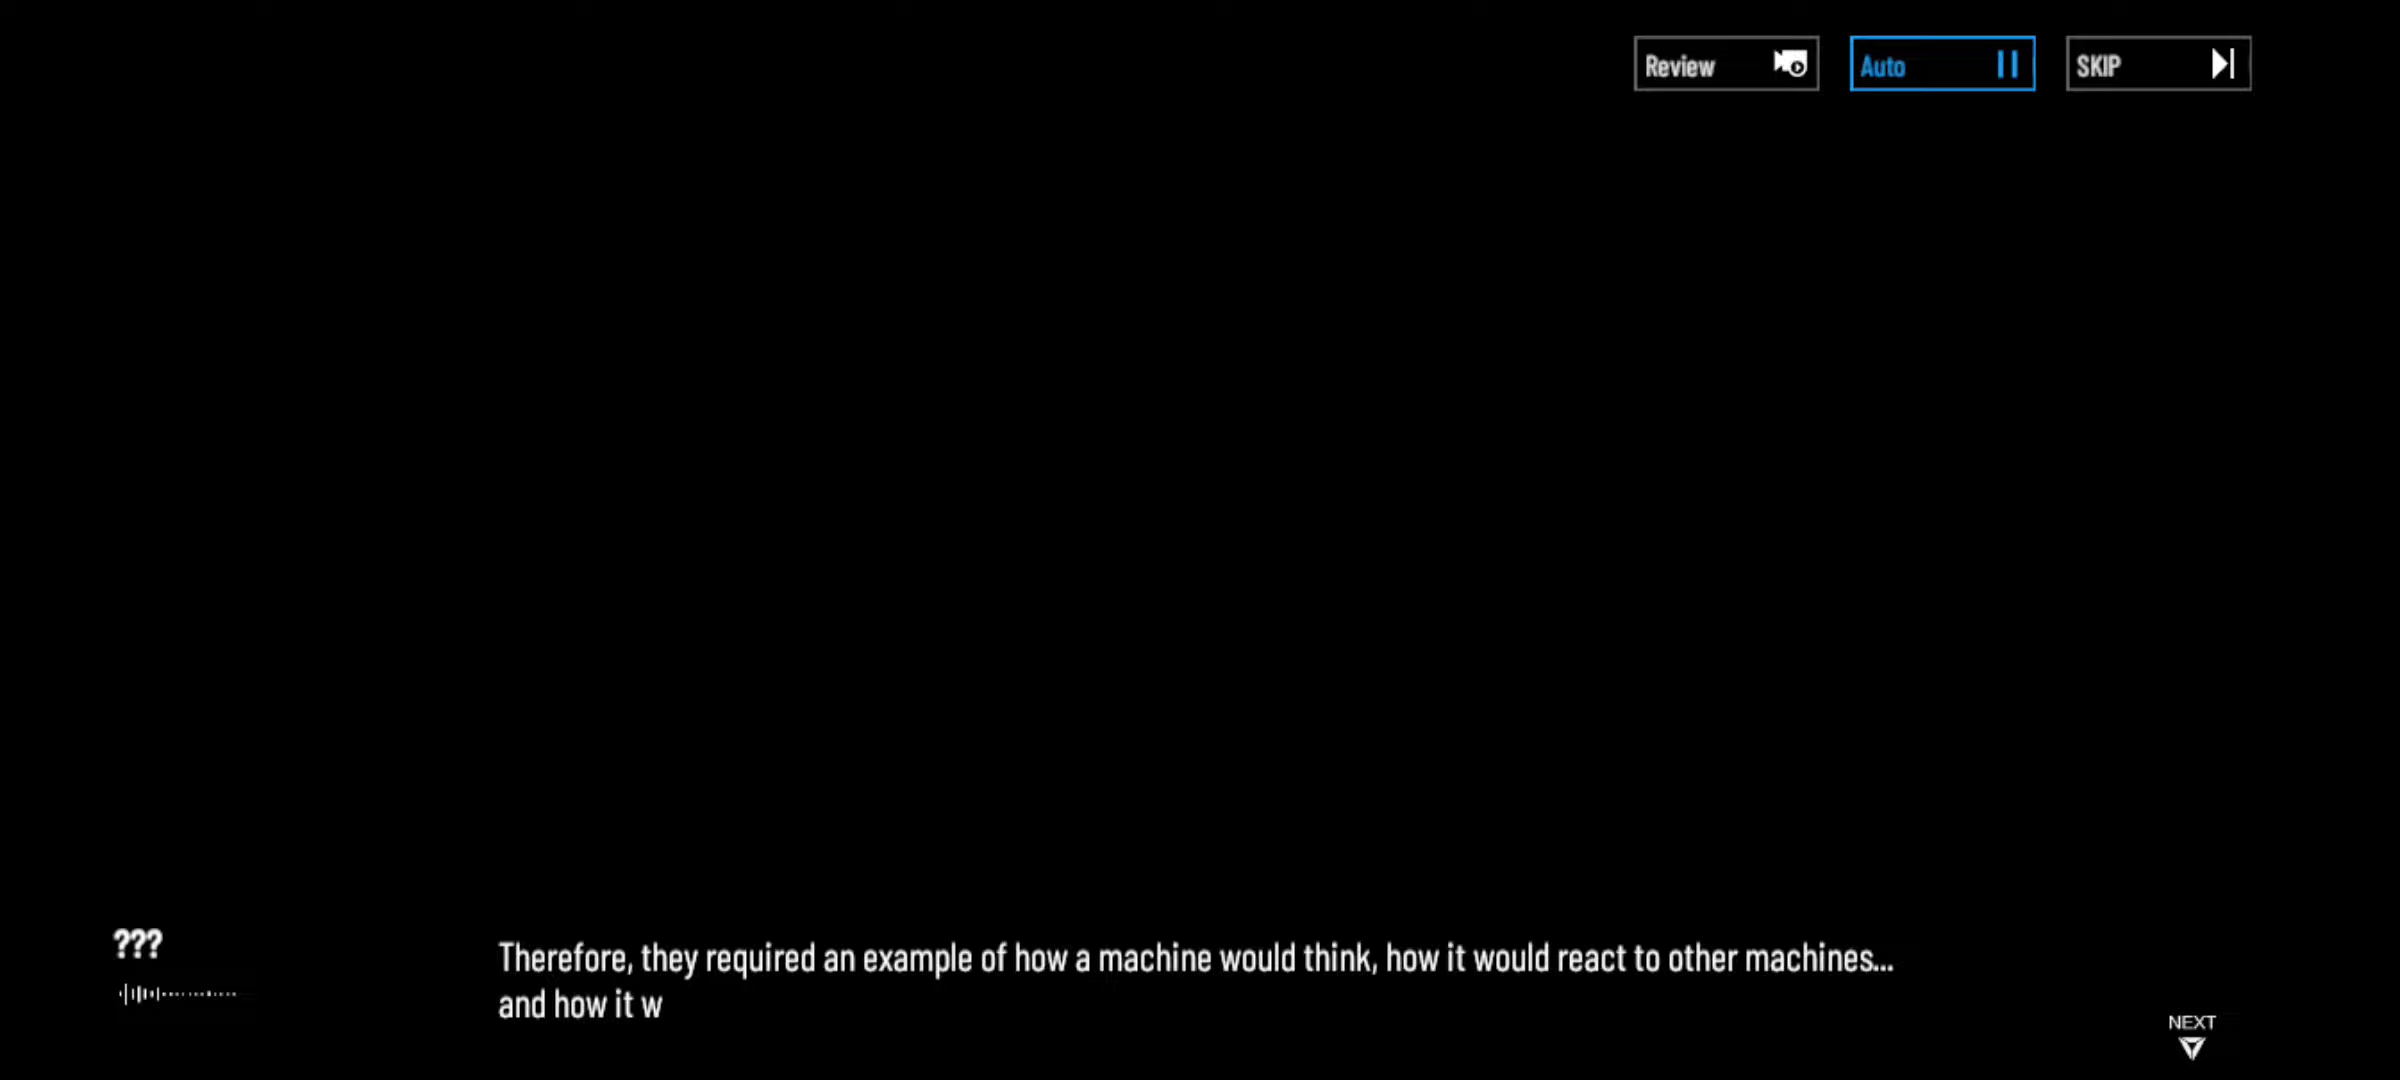 Review
Auto
SKIP
???
Therefore, they required an example of how a machine would think, how it would react to other machines...
and how it w
NEXT